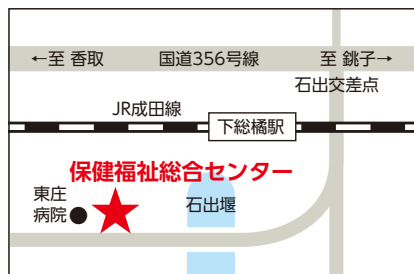 ←至 香取
国道356号線
至 銚子→
石出交差点
JR成田線
下総橘駅
保健福祉総合センター
東庄
病院
石出堰